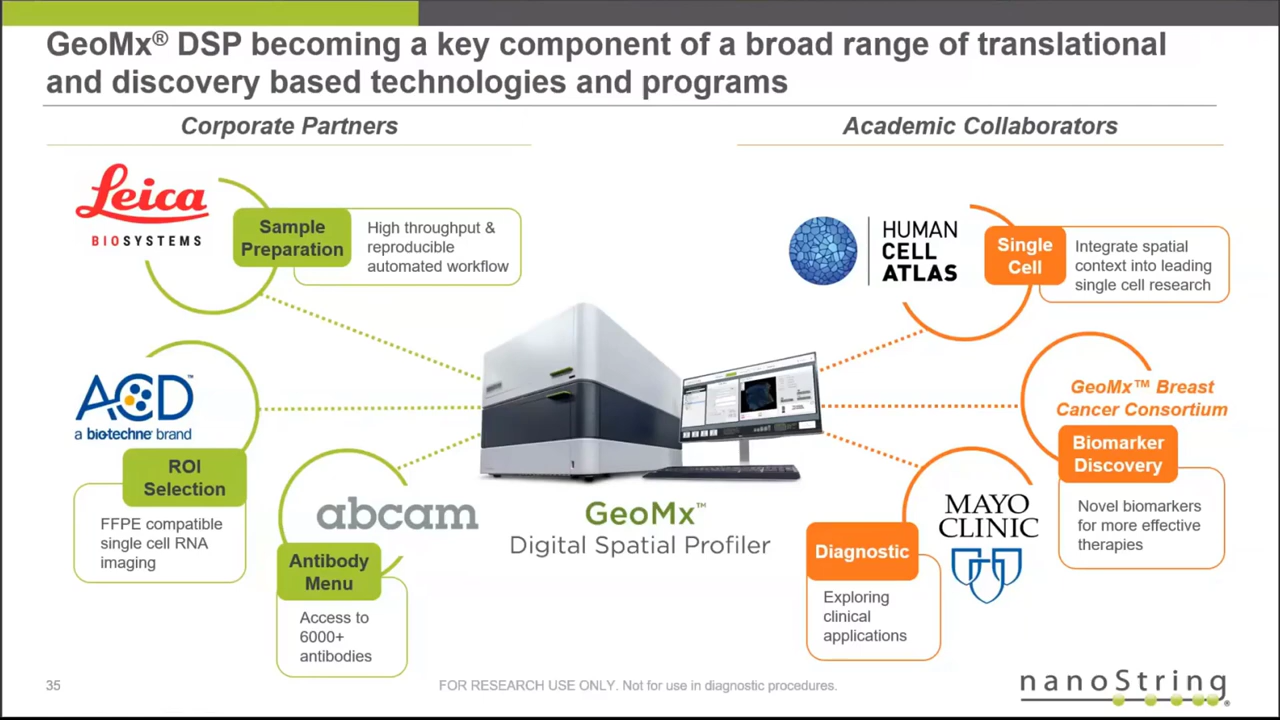 GeoMx® DSP becoming a key component of a broad range of translational
and discovery based technologies and programs
Corporate Partners
Leica
BIOSYSTEMS
Sample
Preparation
High throughput &
reproducible
automated workflow
ACD™
a biotechne® brand
ROI
Selection
FFPE compatible
single cell RNA
imaging
abcam
Antibody
Menu
Access to
6000+
antibodies
GeoMx™
Digital Spatial Profiler
Academic Collaborators
HUMAN
CELL
ATLAS
Single
Cell
Integrate spatial
context into leading
single cell research
GeoMx™ Breast
Cancer Consortium
Biomarker
Discovery
Novel biomarkers
for more effective
therapies
MAYO
CLINIC
Diagnostic
Exploring
clinical
applications
35
FOR RESEARCH USE ONLY. Not for use in diagnostic procedures.
nanoString®